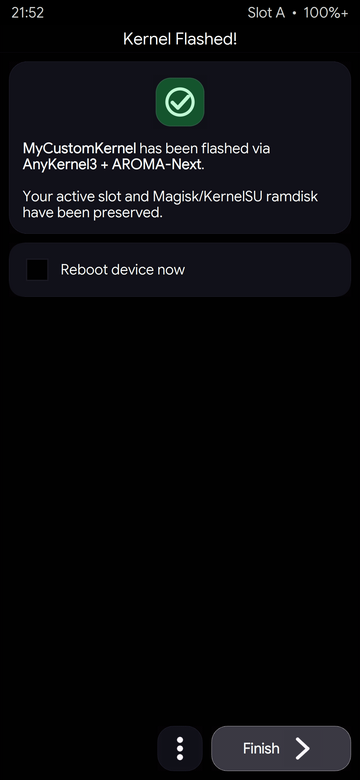 21:52
Slot A • 100%+
Kernel Flashed!
MyCustomKernel has been flashed via
AnyKernel3 + AROMA-Next.
Your active slot and Magisk/KernelSU ramdisk
have been preserved.
Reboot device now
Finish